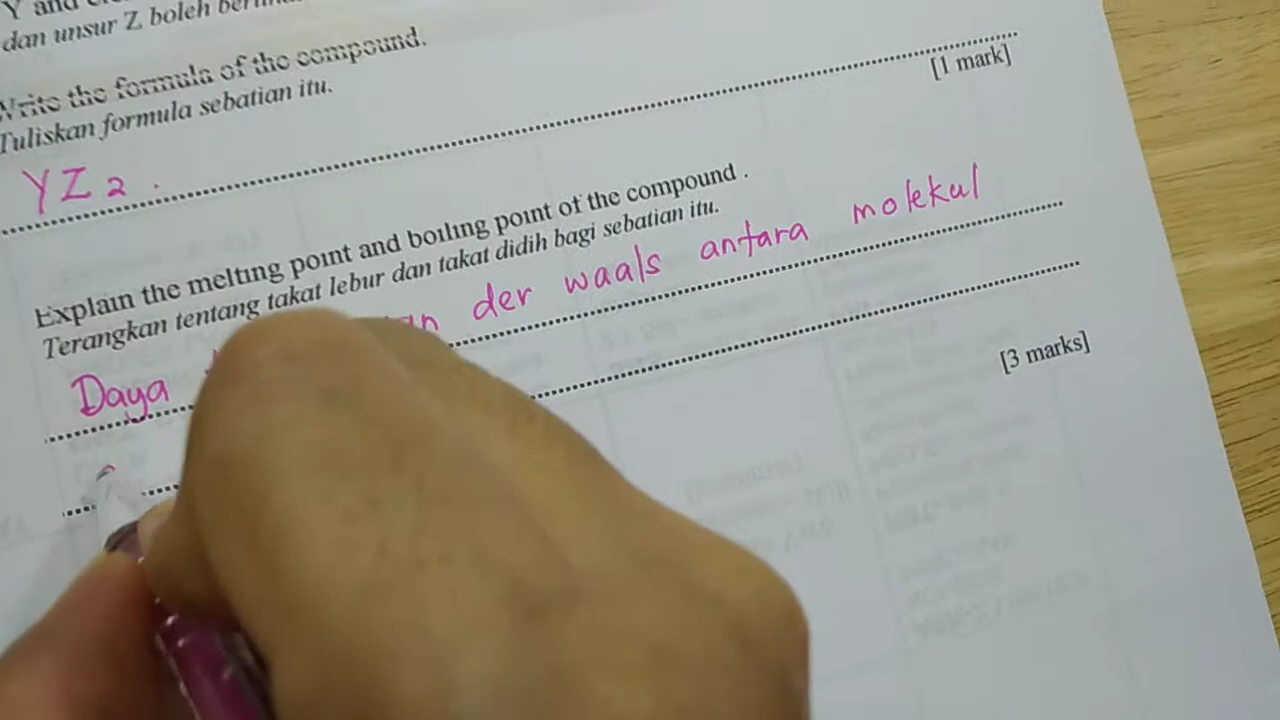 Y and
dan unsur Z boleh
Write the formula of the compound.
Tuliskan formula sebatian itu.
[1 mark]
YZ2.
Explain the melting point and boiling point of the compound .
Terangkan tentang takat lebur dan takat didih bagi sebatian itu.
Daya der waals antara molekul
[3 marks]